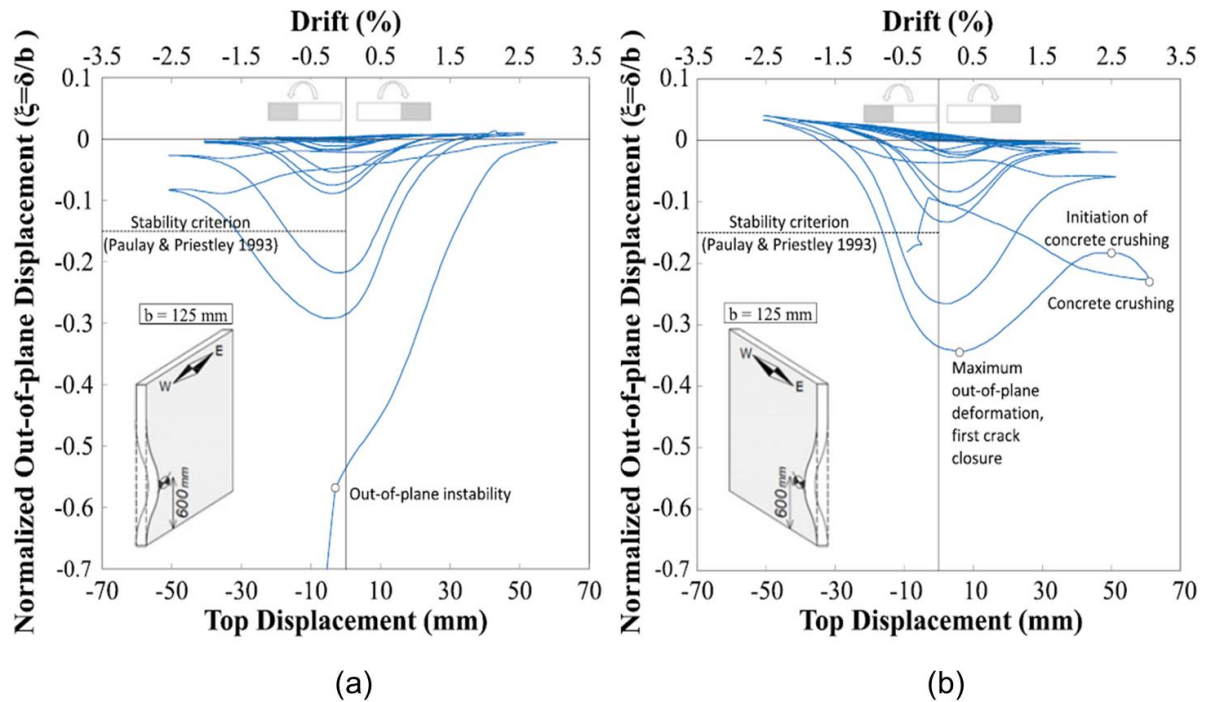 Drift (%)
-3.5 -2.5 -1.5 -0.5 0.5 1.5 2.5 3.5
Normalized Out-of-plane Displacement (ξ=δ/b )
0.1
0
-0.1
-0.2
-0.3
-0.4
-0.5
-0.6
-0.7
Stability criterion
(Paulay & Priestley 1993)
b = 125 mm
E
W
600mm
Out-of-plane instability
-70 -50 -30 -10 10 30 50 70
Top Displacement (mm)
(a)
Drift (%)
-3.5 -2.5 -1.5 -0.5 0.5 1.5 2.5 3.5
Normalized Out-of-plane Displacement (ξ=δ/b )
0.1
0
-0.1
-0.2
-0.3
-0.4
-0.5
-0.6
-0.7
Stability criterion
(Paulay & Priestley 1993)
Initiation of
concrete crushing
Concrete crushing
b = 125 mm
W
E
600mm
Maximum
out-of-plane
deformation,
first crack
closure
-70 -50 -30 -10 10 30 50 70
Top Displacement (mm)
(b)